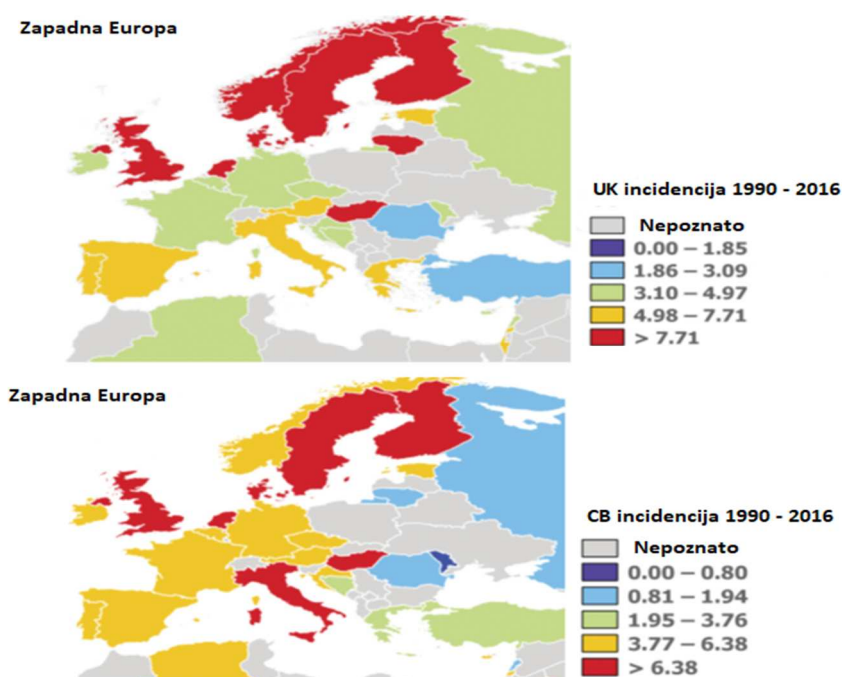 Zapadna Europa
UK incidencija 1990 - 2016
Nepoznato
0.00 – 1.85
1.86 – 3.09
3.10 – 4.97
4.98 – 7.71
> 7.71
Zapadna Europa
CB incidencija 1990 - 2016
Nepoznato
0.00 – 0.80
0.81 – 1.94
1.95 – 3.76
3.77 – 6.38
> 6.38